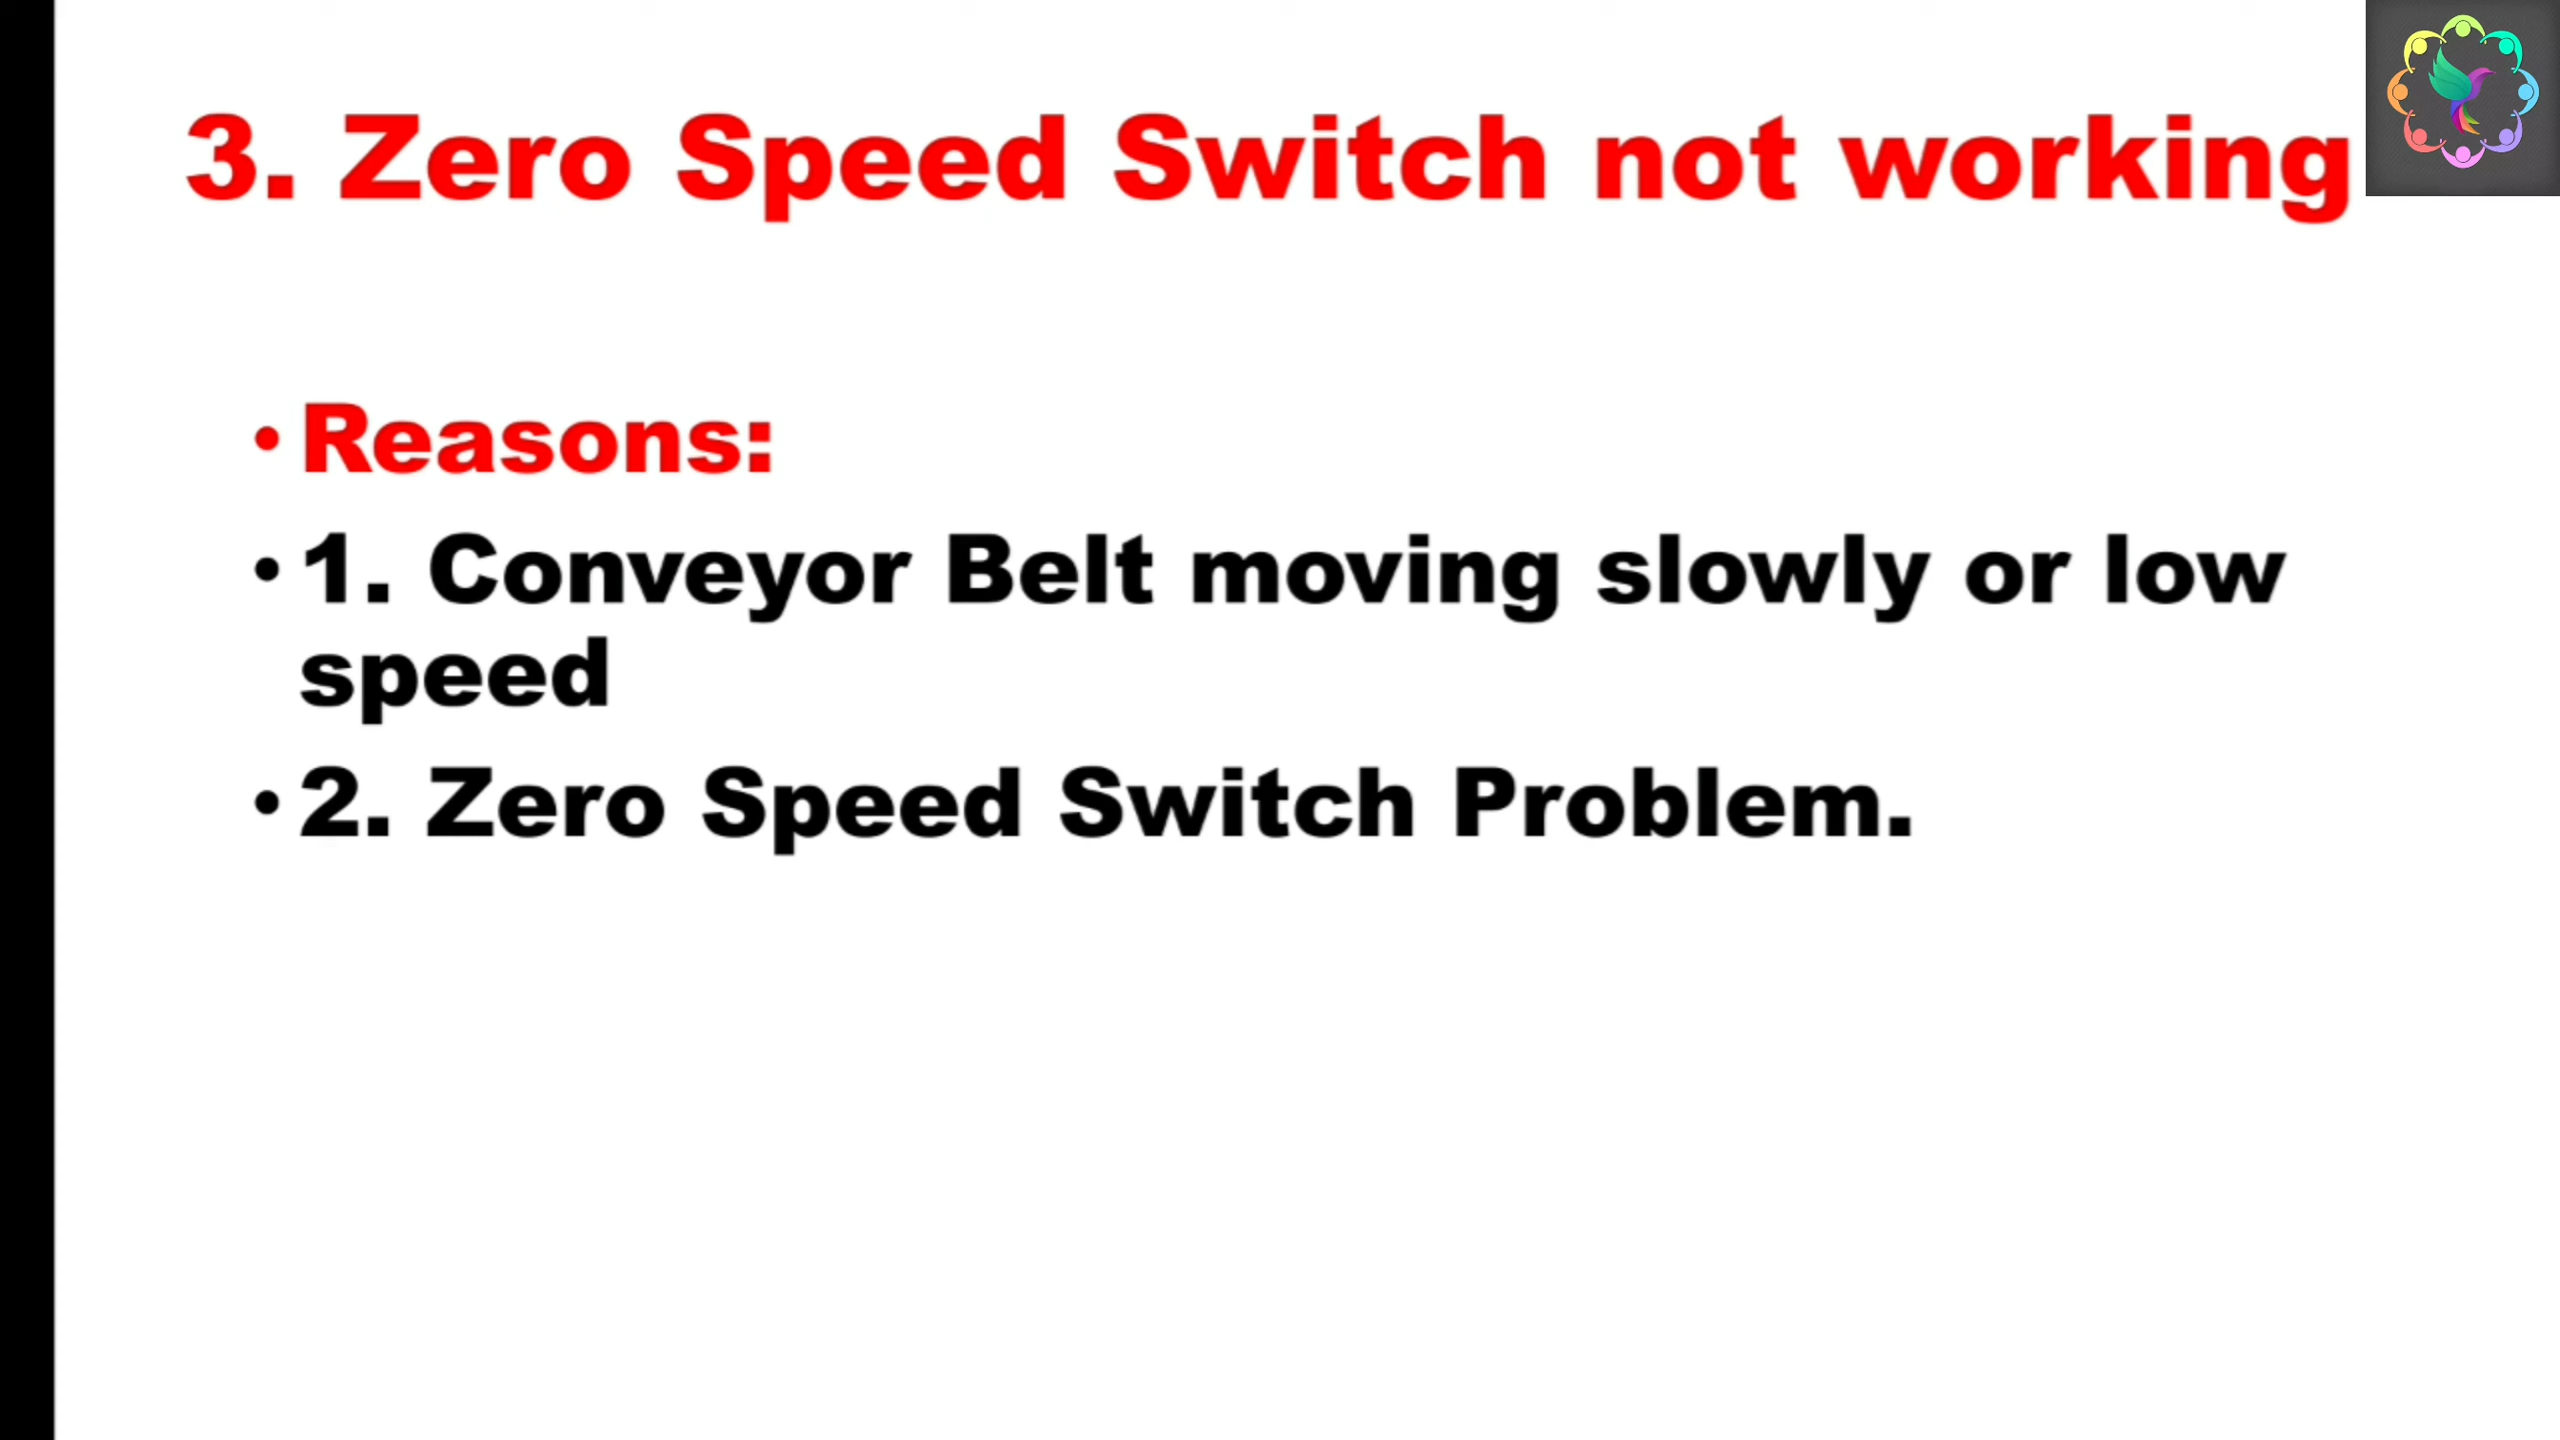 3. Zero Speed Switch not working
• Reasons:
• 1. Conveyor Belt moving slowly or low
speed
• 2. Zero Speed Switch Problem.